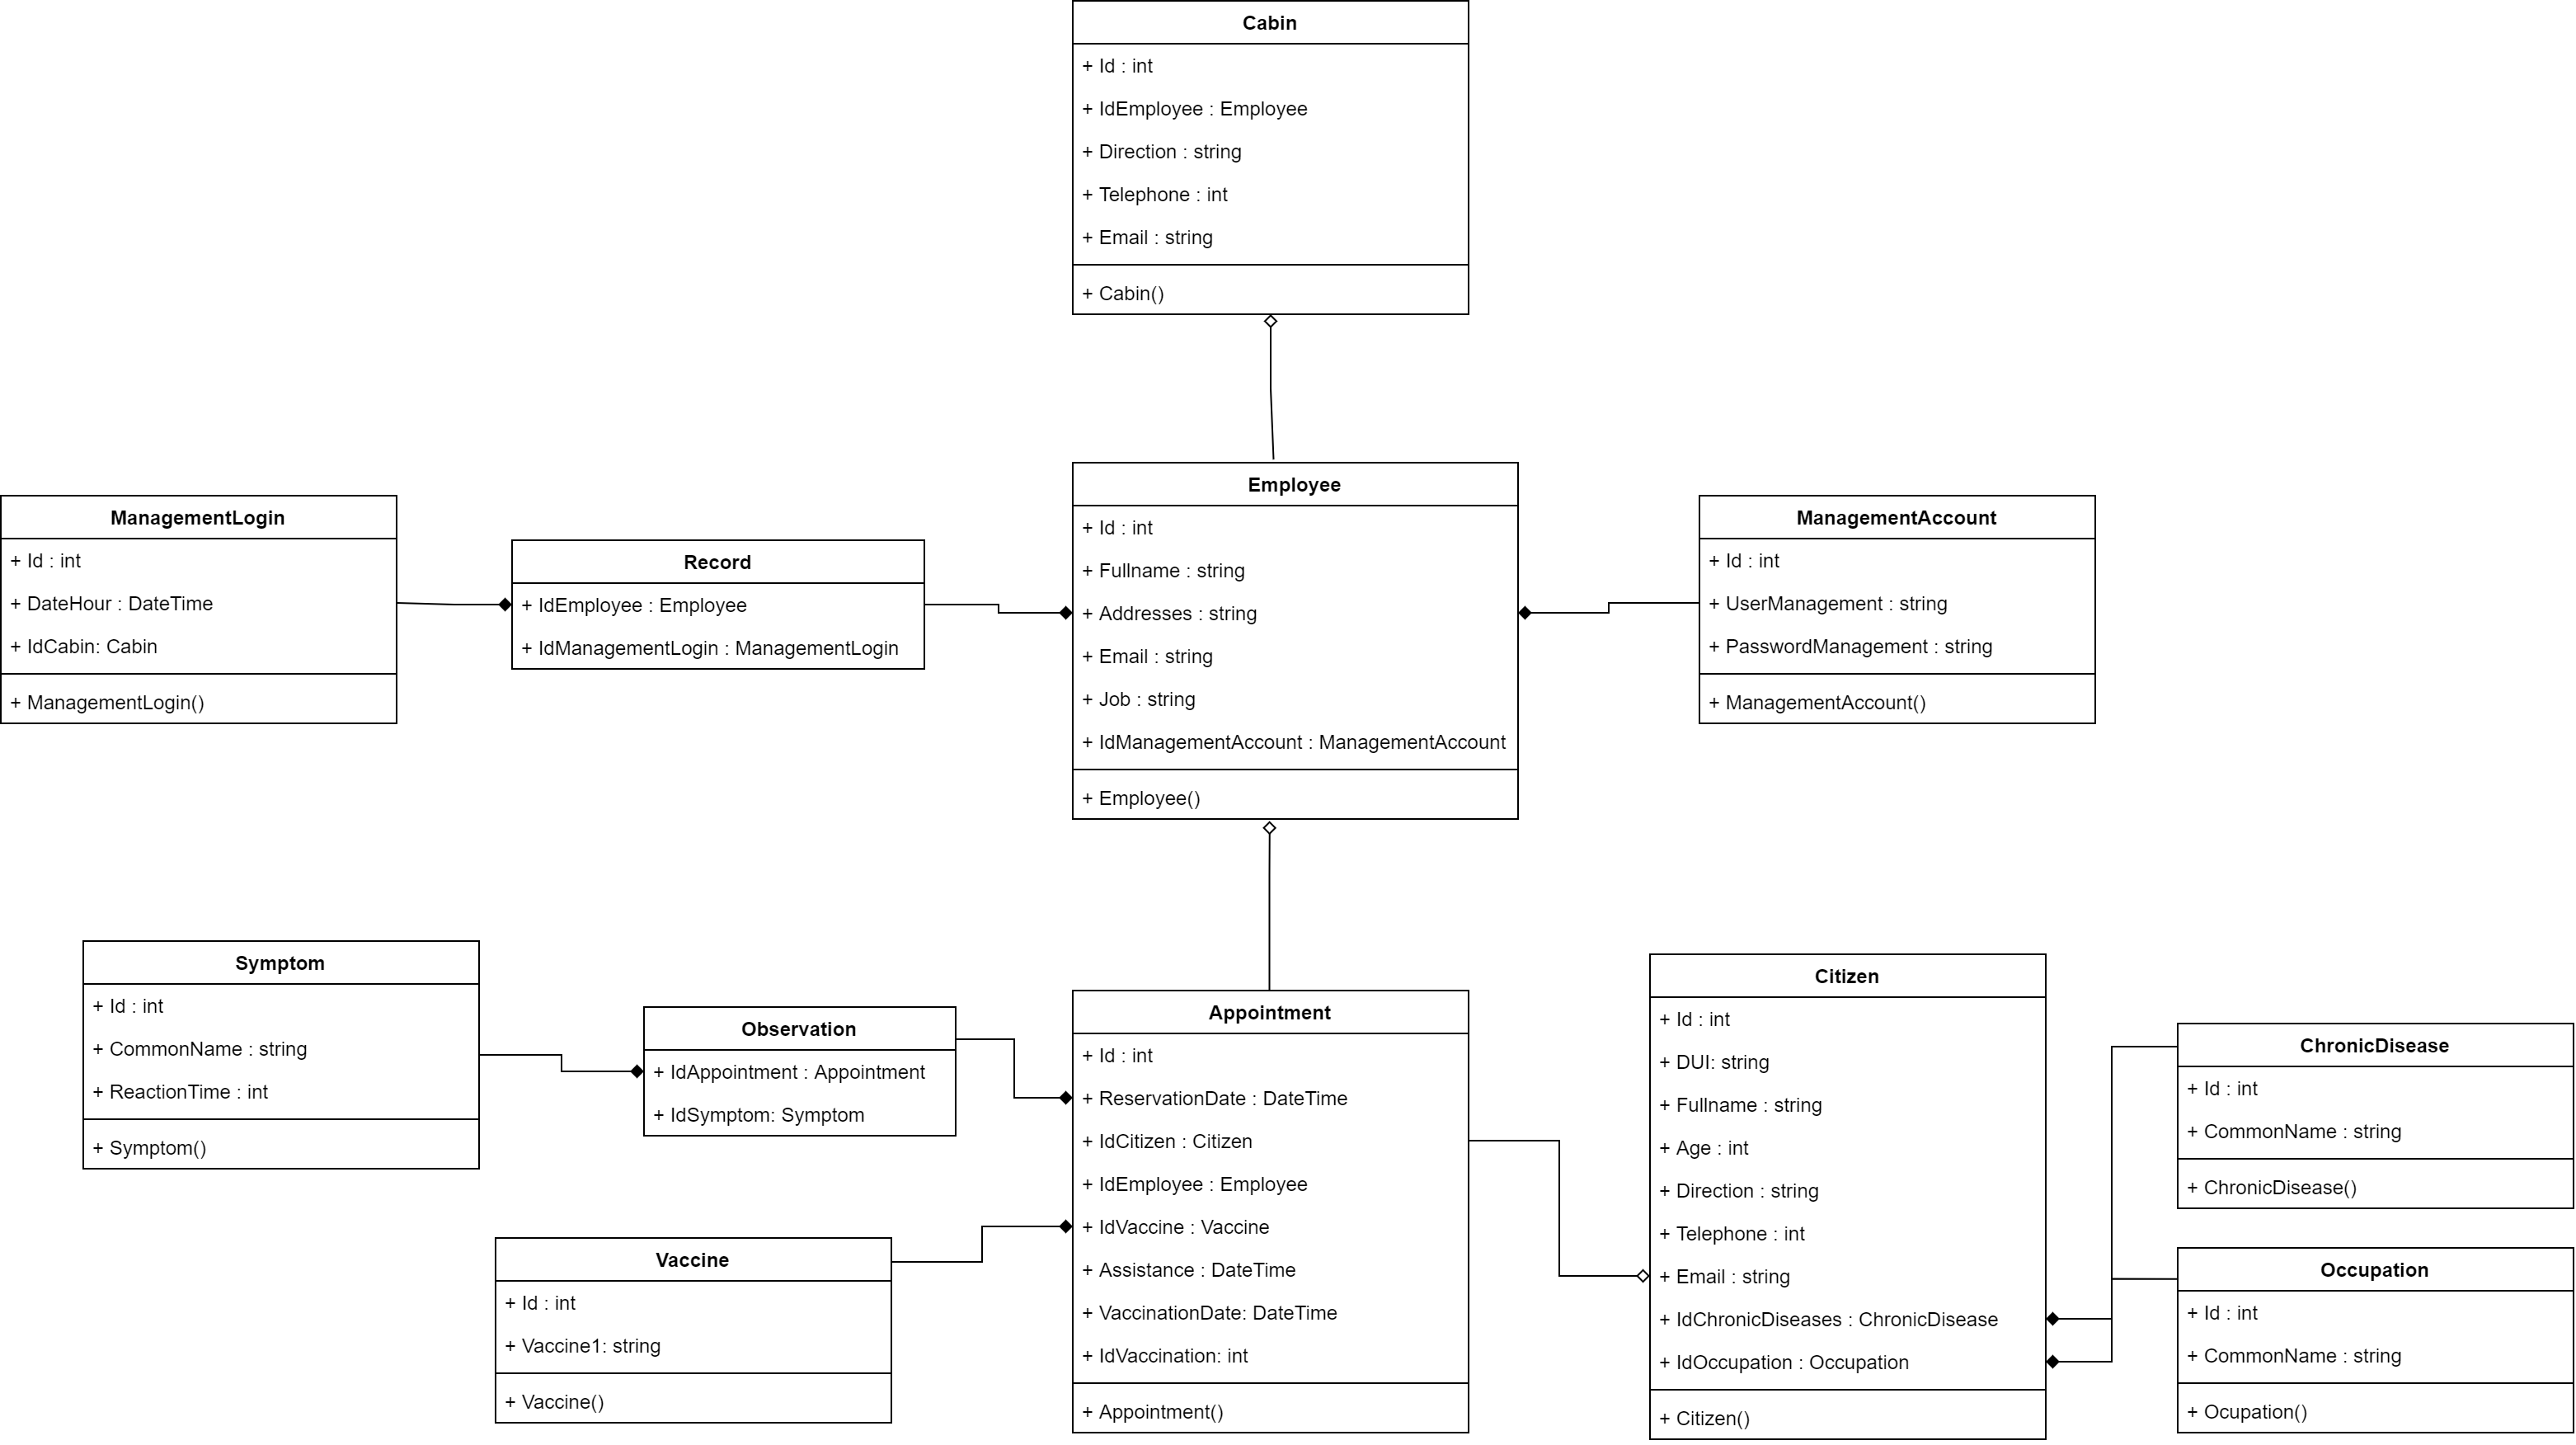 Cabin
+ Id : int
+ IdEmployee : Employee
+ Direction : string
+ Telephone : int
+ Email : string
+ Cabin()
ManagementLogin
+ Id : int
+ DateHour : DateTime
+ IdCabin: Cabin
+ ManagementLogin()
Record
+ IdEmployee : Employee
+ IdManagementLogin : ManagementLogin
Employee
+ Id : int
+ Fullname : string
+ Addresses : string
+ Email : string
+ Job : string
+ IdManagementAccount : ManagementAccount
+ Employee()
ManagementAccount
+ Id : int
+ UserManagement : string
+ PasswordManagement : string
+ ManagementAccount()
Symptom
+ Id : int
+ CommonName : string
+ ReactionTime : int
+ Symptom()
Observation
+ IdAppointment : Appointment
+ IdSymptom: Symptom
Vaccine
+ Id : int
+ Vaccine1: string
+ Vaccine()
Appointment
+ Id : int
+ ReservationDate : DateTime
+ IdCitizen : Citizen
+ IdEmployee : Employee
+ IdVaccine : Vaccine
+ Assistance : DateTime
+ VaccinationDate: DateTime
+ IdVaccination: int
+ Appointment()
Citizen
+ Id : int
+ DUI: string
+ Fullname : string
+ Age : int
+ Direction : string
+ Telephone : int
+ Email : string
+ IdChronicDiseases : ChronicDisease
+ IdOccupation : Occupation
+ Citizen()
ChronicDisease
+ Id : int
+ CommonName : string
+ ChronicDisease()
Occupation
+ Id : int
+ CommonName : string
+ Ocupation()